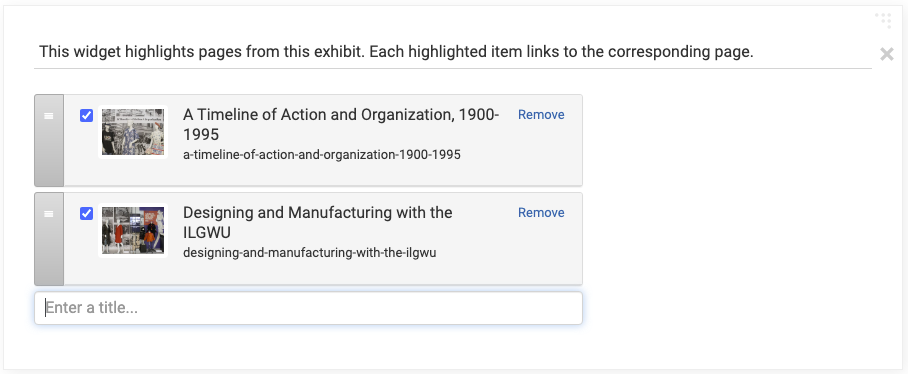 This widget highlights pages from this exhibit. Each highlighted item links to the corresponding page.
A Timeline of Action and Organization, 1900-
1995
Remove
a-timeline-of-action-and-organization-1900-1995
Designing and Manufacturing with the
ILGWU
Remove
designing-and-manufacturing-with-the-ilgwu
Enter a title...